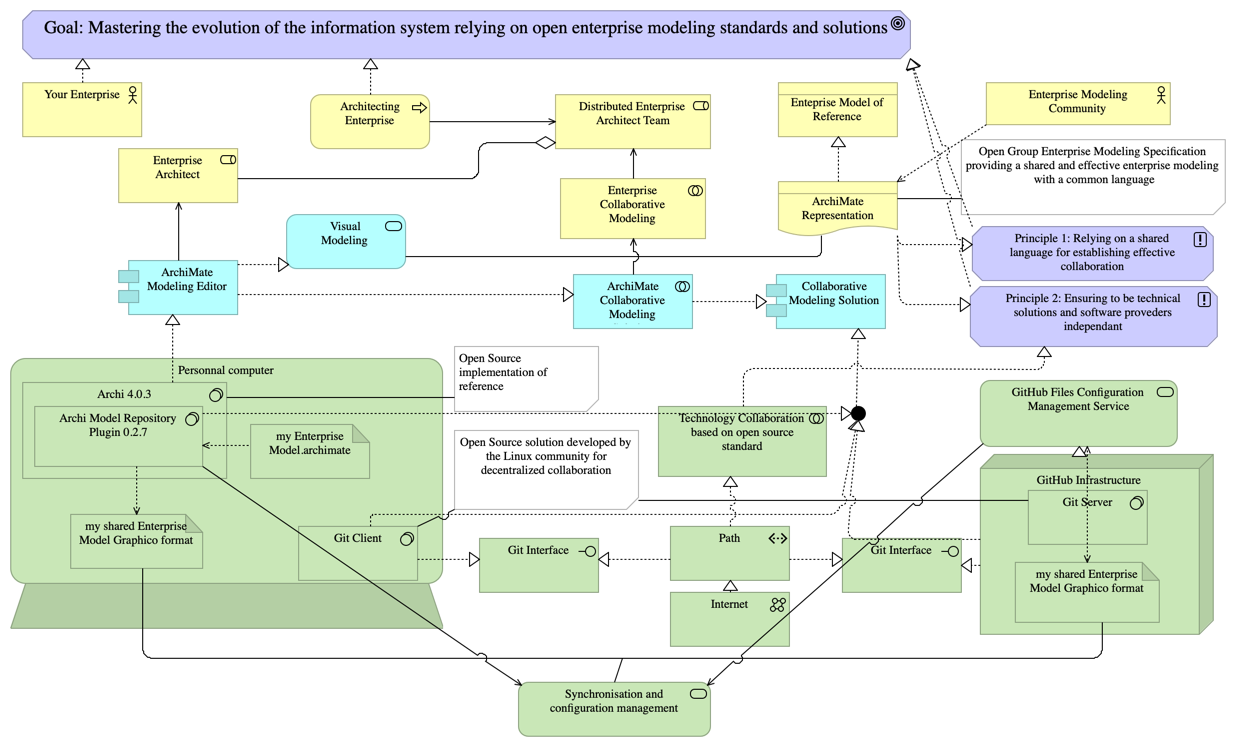 Goal: Mastering the evolution of the information system relying on open enterprise modeling standards and solutions
Your Enterprise
Architecting
Enterprise
Distributed Enterprise
Architect Team
Enteprise Model of
Reference
Enterprise Modeling
Community
Enterprise
Architect
Open Group Enterprise Modeling Specification
providing a shared and effective enterprise modeling
with a common language
Enterprise
Collaborative
Modeling
ArchiMate
Representation
Visual
Modeling
Principle 1: Relying on a shared
language for establishing effective
collaboration
ArchiMate
Modeling Editor
ArchiMate
Collaborative
Modeling
Collaborative
Modeling Solution
Principle 2: Ensuring to be technical
solutions and software proveders
independant
Personnal computer
Open Source
implementation of
reference
Archi 4.0.3
Archi Model Repository
Plugin 0.2.7
my Enterprise
Model.archimate
Technology Collaboration
based on open source
standard
GitHub Files Configuration
Management Service
Open Source solution developed by
the Linux community for
decentralized collaboration
GitHub Infrastructure
Git Server
my shared Enterprise
Model Graphico format
Git Client
Git Interface
Path
Git Interface
my shared Enterprise
Model Graphico format
Internet
Synchronisation and
configuration management